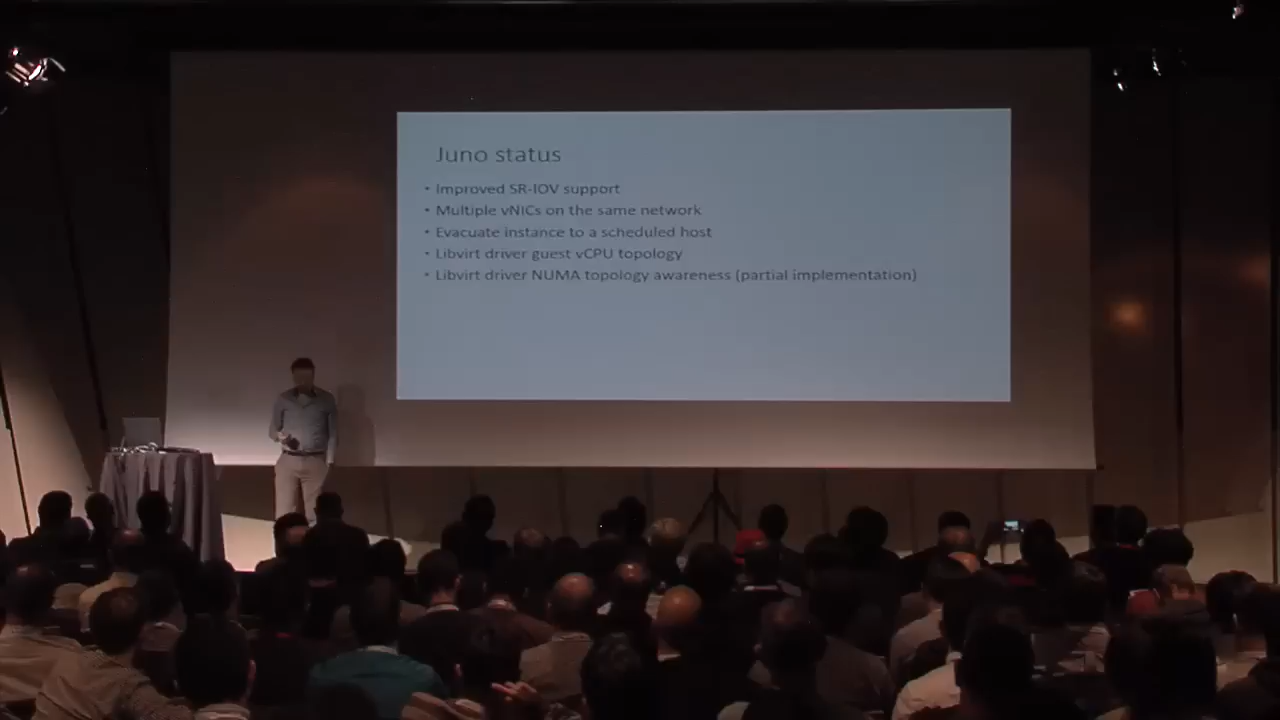 Juno status
• Improved SR-IOV support
• Multiple vNICs on the same network
• Evacuate instance to a scheduled host
• Libvirt driver guest vCPU topology
• Libvirt driver NUMA topology awareness (partial implementation)